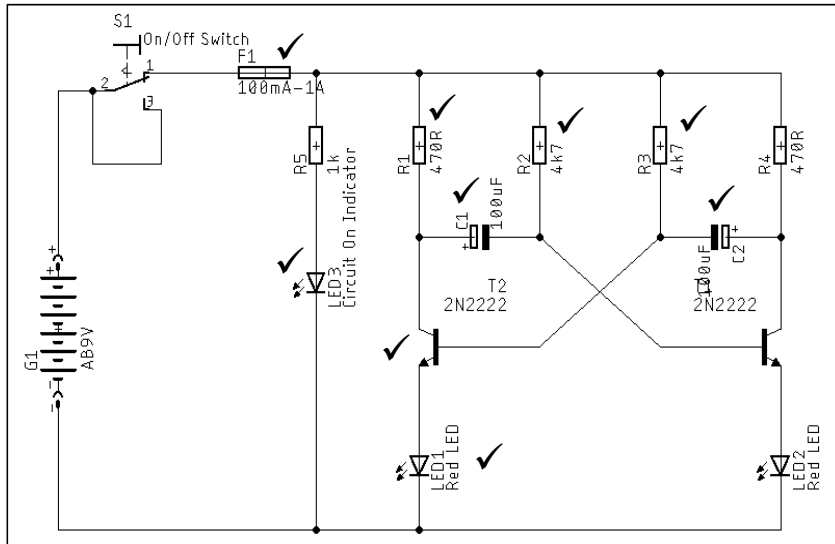 S1
On/Off Switch
1
2
3
F1
100mA-1A
R5
1k
R1
470R
R2
4k7
R3
4k7
R4
470R
C1
100uF
100uF
C2
Circuit On Indicator
LED3
T2
2N2222
2N2222
G1
AB9V
LED1
Red LED
LED2
Red LED